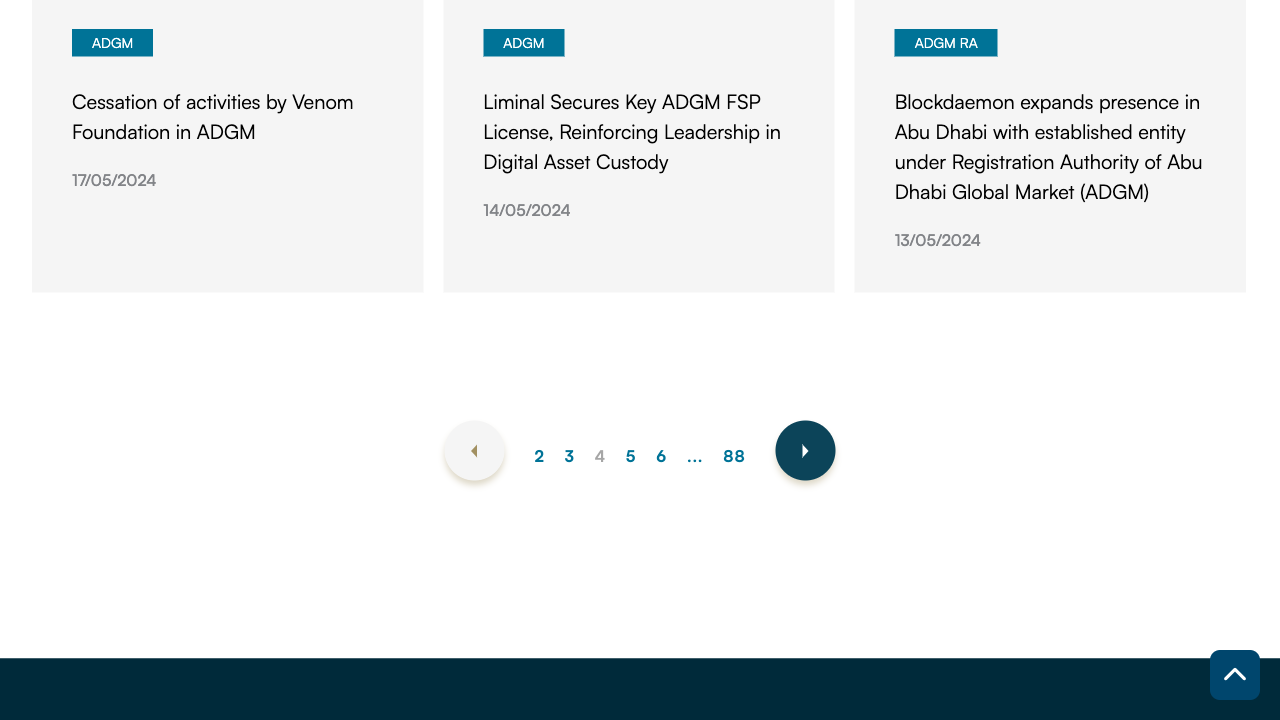 ADGM
Cessation of activities by Venom
Foundation in ADGM
17/05/2024
ADGM
Liminal Secures Key ADGM FSP
License, Reinforcing Leadership in
Digital Asset Custody
14/05/2024
ADGM RA
Blockdaemon expands presence in
Abu Dhabi with established entity
under Registration Authority of Abu
Dhabi Global Market (ADGM)
13/05/2024
2 3 4 5 6 ... 88